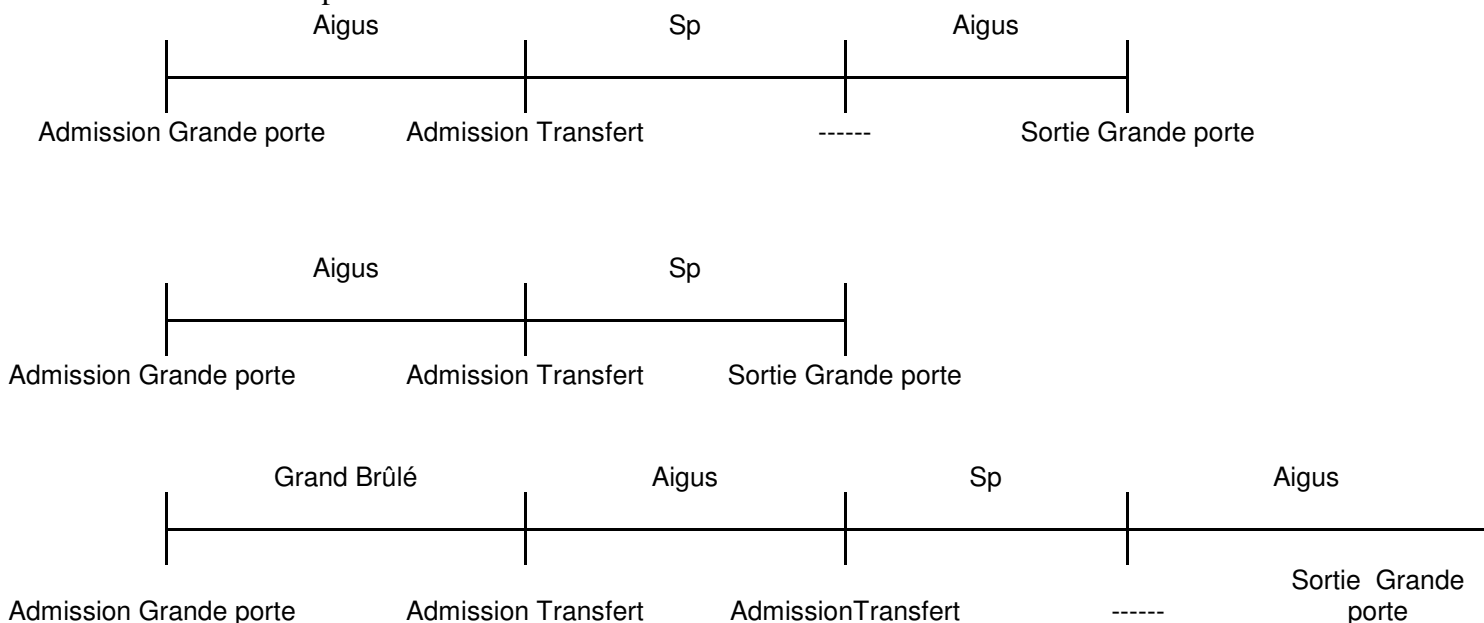 Aigus Sp Aigus
Admission Grande porte Admission Transfert ------ Sortie Grande porte
Aigus Sp
Admission Grande porte Admission Transfert Sortie Grande porte
Grand Brûlé Aigus Sp Aigus
Admission Grande porte Admission Transfert AdmissionTransfert ------ Sortie Grande
porte